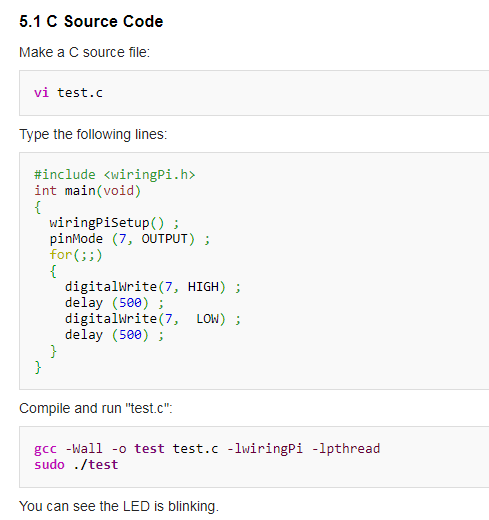 5.1 C Source Code
Make a C source file:
vi test.c
Type the following lines:
#include <wiringPi.h>
int main(void)
{
  wiringPiSetup() ;
  pinMode (7, OUTPUT) ;
  for(;;)
  {
    digitalWrite(7, HIGH) ;
    delay (500) ;
    digitalWrite(7,  LOW) ;
    delay (500) ;
  }
}
Compile and run "test.c":
gcc -Wall -o test test.c -lwiringPi -lpthread
sudo ./test
You can see the LED is blinking.